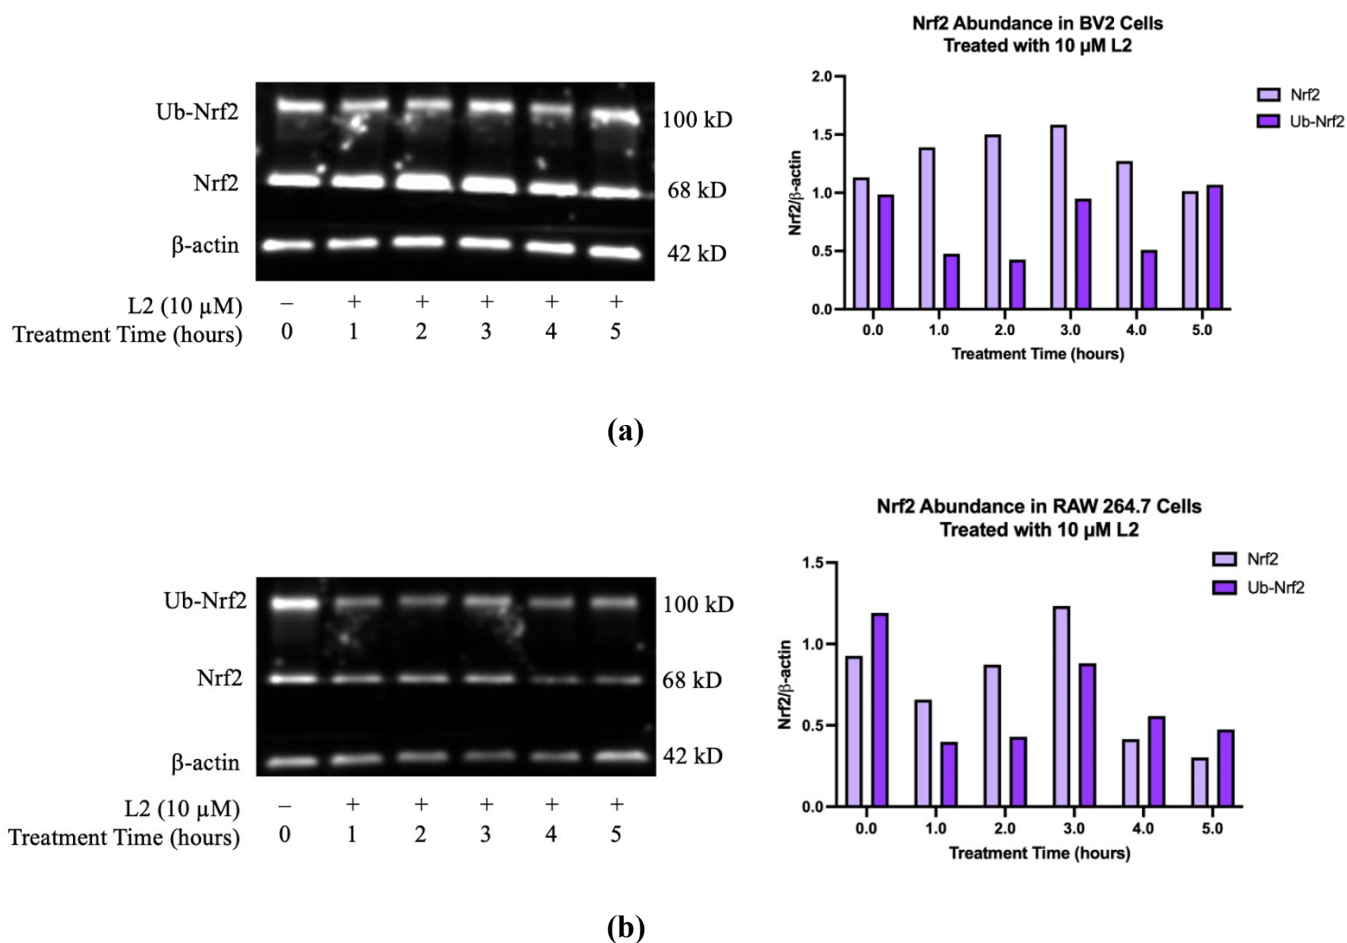 Nrf2 Abundance in BV2 Cells
Treated with 10 µM L2
Ub-Nrf2
100 kD
Nrf2
68 kD
β-actin
42 kD
L2 (10 µM) – + + + + +
Treatment Time (hours) 0 1 2 3 4 5
2.0
1.5
1.0
0.5
0.0
Nrf2/β-actin
0.0 1.0 2.0 3.0 4.0 5.0
Treatment Time (hours)
Nrf2
Ub-Nrf2
(a)
Nrf2 Abundance in RAW 264.7 Cells
Treated with 10 µM L2
Ub-Nrf2
100 kD
Nrf2
68 kD
β-actin
42 kD
L2 (10 µM) – + + + + +
Treatment Time (hours) 0 1 2 3 4 5
1.5
1.0
0.5
0.0
Nrf2/β-actin
0.0 1.0 2.0 3.0 4.0 5.0
Treatment Time (hours)
Nrf2
Ub-Nrf2
(b)